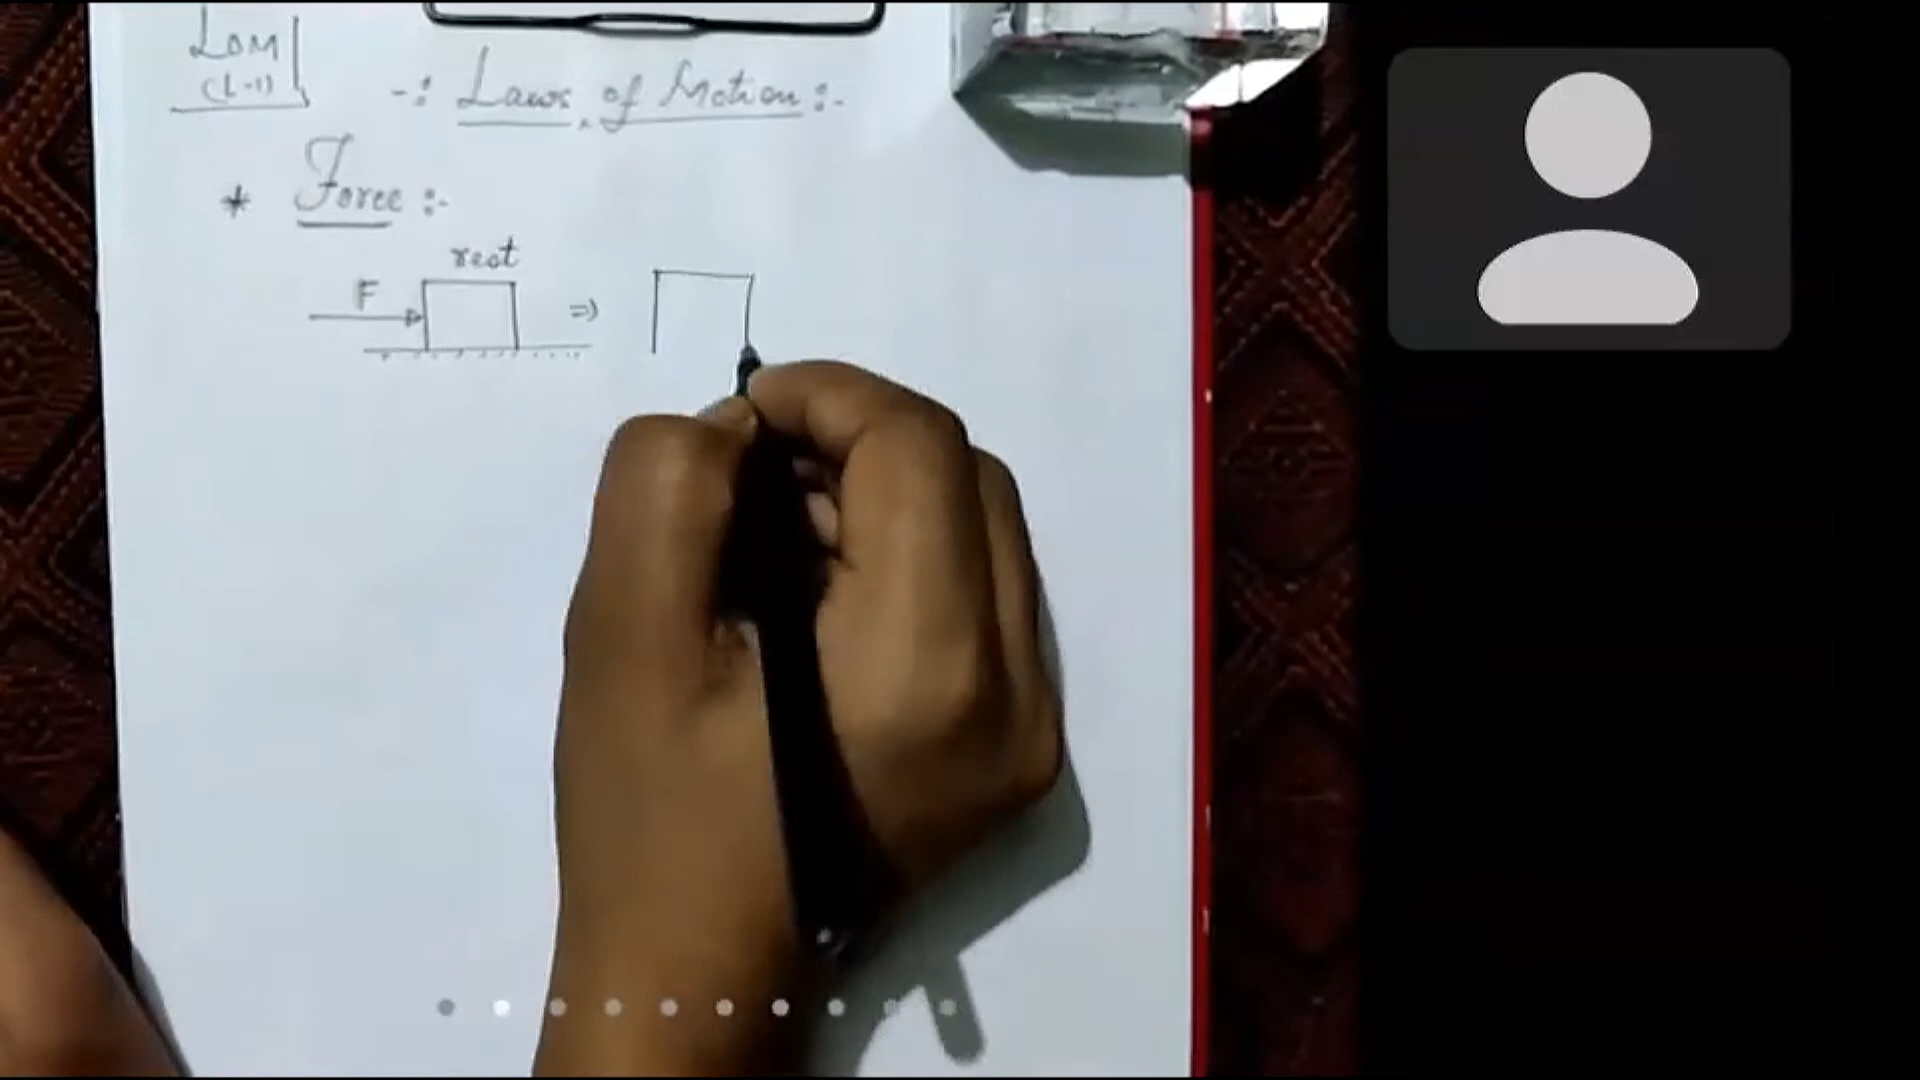 LOM
(L-1)
-: Laws of Motion :-
* Force :-
rest
F
⇒